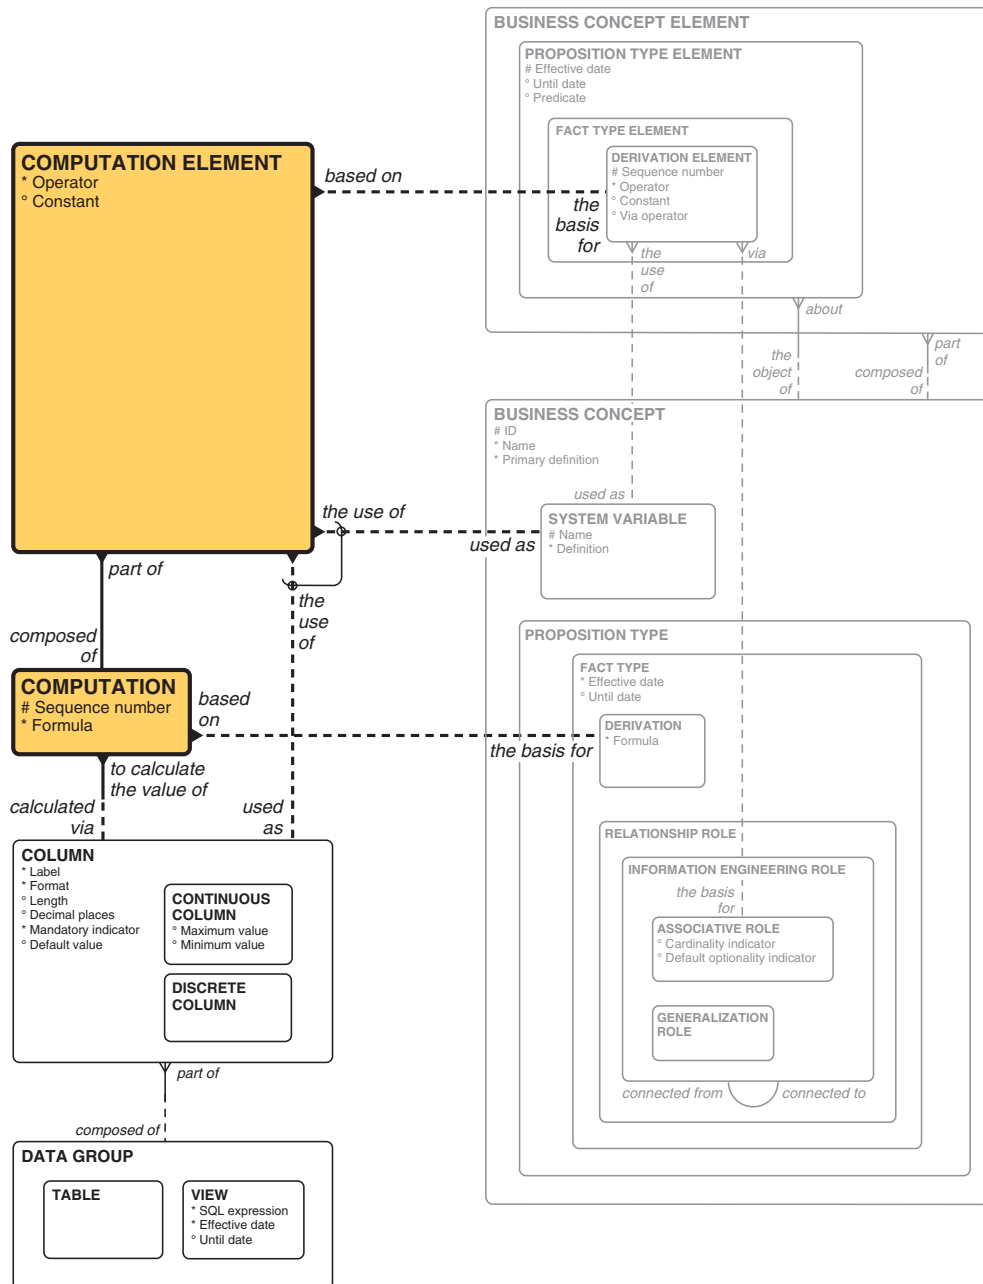 BUSINESS CONCEPT ELEMENT
PROPOSITION TYPE ELEMENT
# Effective date
° Until date
° Predicate
FACT TYPE ELEMENT
DERIVATION ELEMENT
# Sequence number
* Operator
° Constant
° Via operator
COMPUTATION ELEMENT
* Operator
° Constant
based on
the
basis
for
the
use
of
via
about
the
object
of
part
of
composed
of
BUSINESS CONCEPT
# ID
* Name
* Primary definition
used as
SYSTEM VARIABLE
# Name
* Definition
the use of
used as
part of
the
use
of
composed
of
COMPUTATION
# Sequence number
* Formula
based
on
the basis for
PROPOSITION TYPE
FACT TYPE
* Effective date
° Until date
DERIVATION
* Formula
to calculate
the value of
calculated
via
used
as
RELATIONSHIP ROLE
INFORMATION ENGINEERING ROLE
the basis
for
ASSOCIATIVE ROLE
° Cardinality indicator
° Default optionality indicator
GENERALIZATION
ROLE
connected from
connected to
COLUMN
* Label
* Format
° Length
° Decimal places
* Mandatory indicator
° Default value
CONTINUOUS
COLUMN
° Maximum value
° Minimum value
DISCRETE
COLUMN
part of
composed of
DATA GROUP
TABLE
VIEW
* SQL expression
* Effective date
° Until date